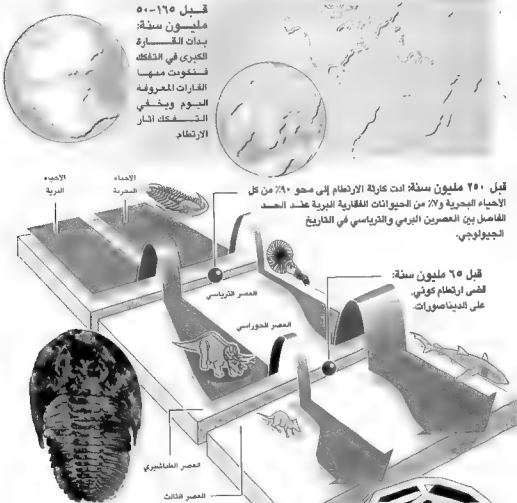 قبل ١٦٥-٥٠
مليون سنة:
بدأت القارة
الكبرى في التفكك
فتكونت منها
القارات المعروفة
اليوم ويخفي
التفكك آثار
الارتطام
قبل ٢٥٠ مليون سنة: أدت كارثة الارتطام إلى محو ٩٠٪ من كل
الأحياء البحرية و٧٪ من الحيوانات الفقارية البرية عند الحد
الفاصل بين العصرين البرمي والترياسي في التاريخ
الجيولوجي.
الأحياء
البرية
الأحياء
البحرية
قبل ٦٥ مليون سنة:
قضى ارتطام كوني
على الديناصورات.
العصر الترياسي
العصر الجوراسي
العصر الطباشيري
العصر الثالث